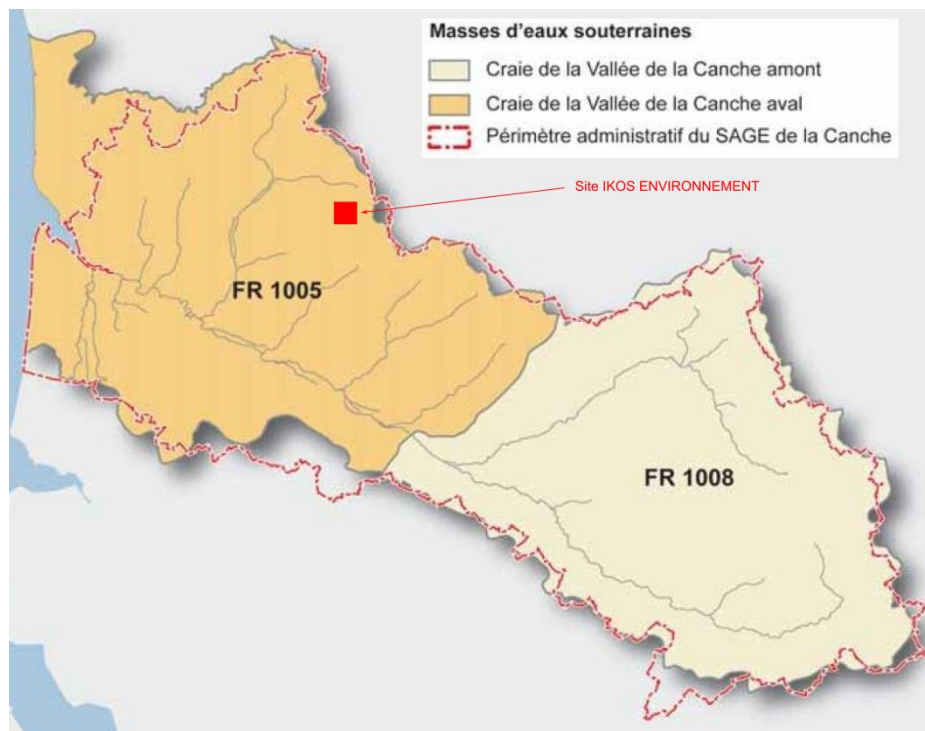 Masses d'eaux souterraines
Craie de la Vallée de la Canche amont
Craie de la Vallée de la Canche aval
Périmètre administratif du SAGE de la Canche
Site IKOS ENVIRONNEMENT
FR 1005
FR 1008